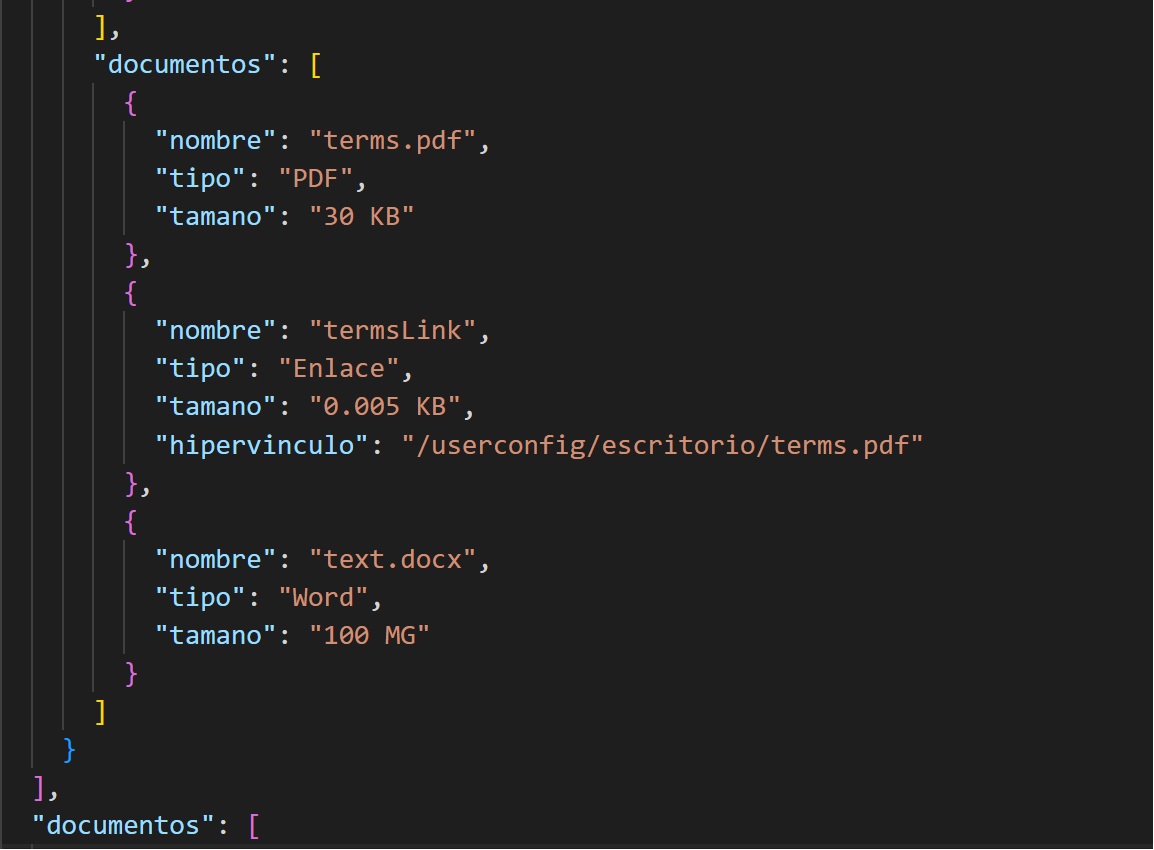 ],
"documentos": [
{
"nombre": "terms.pdf",
"tipo": "PDF",
"tamano": "30 KB"
},
{
"nombre": "termsLink",
"tipo": "Enlace",
"tamano": "0.005 KB",
"hipervinculo": "/userconfig/escritorio/terms.pdf"
},
{
"nombre": "text.docx",
"tipo": "Word",
"tamano": "100 MG"
}
]
}
],
"documentos": [